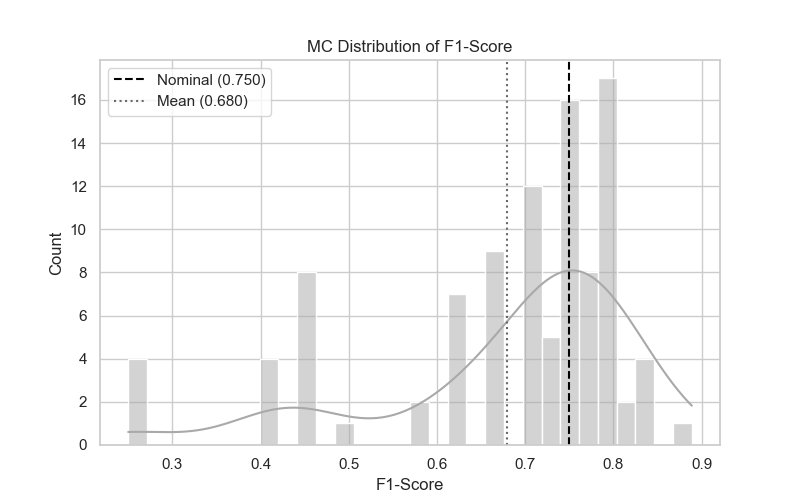 MC Distribution of F1-Score
Nominal (0.750)
Mean (0.680)
16
14
12
10
8
6
4
2
0
Count
0.3 0.4 0.5 0.6 0.7 0.8 0.9
F1-Score